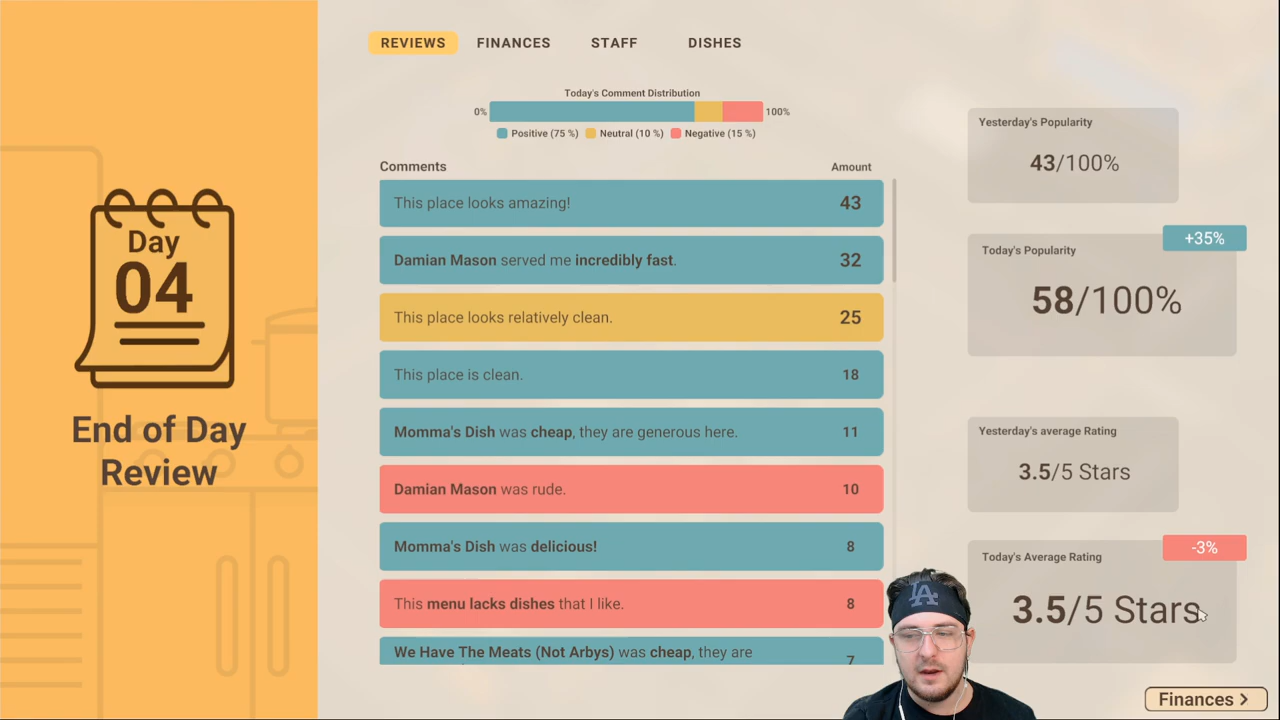 REVIEWS FINANCES STAFF DISHES
Today's Comment Distribution
0% 100%
Positive (75 %) Neutral (10 %) Negative (15 %)
Comments Amount
This place looks amazing! 43
Damian Mason served me incredibly fast. 32
This place looks relatively clean. 25
This place is clean. 18
Momma's Dish was cheap, they are generous here. 11
Damian Mason was rude. 10
Momma's Dish was delicious! 8
This menu lacks dishes that I like. 8
We Have The Meats (Not Arbys) was cheap, they are 7
Day
04
End of Day
Review
Yesterday's Popularity
43/100%
+35%
Today's Popularity
58/100%
Yesterday's average Rating
3.5/5 Stars
-3%
Today's Average Rating
3.5/5 Stars
LA
Finances >